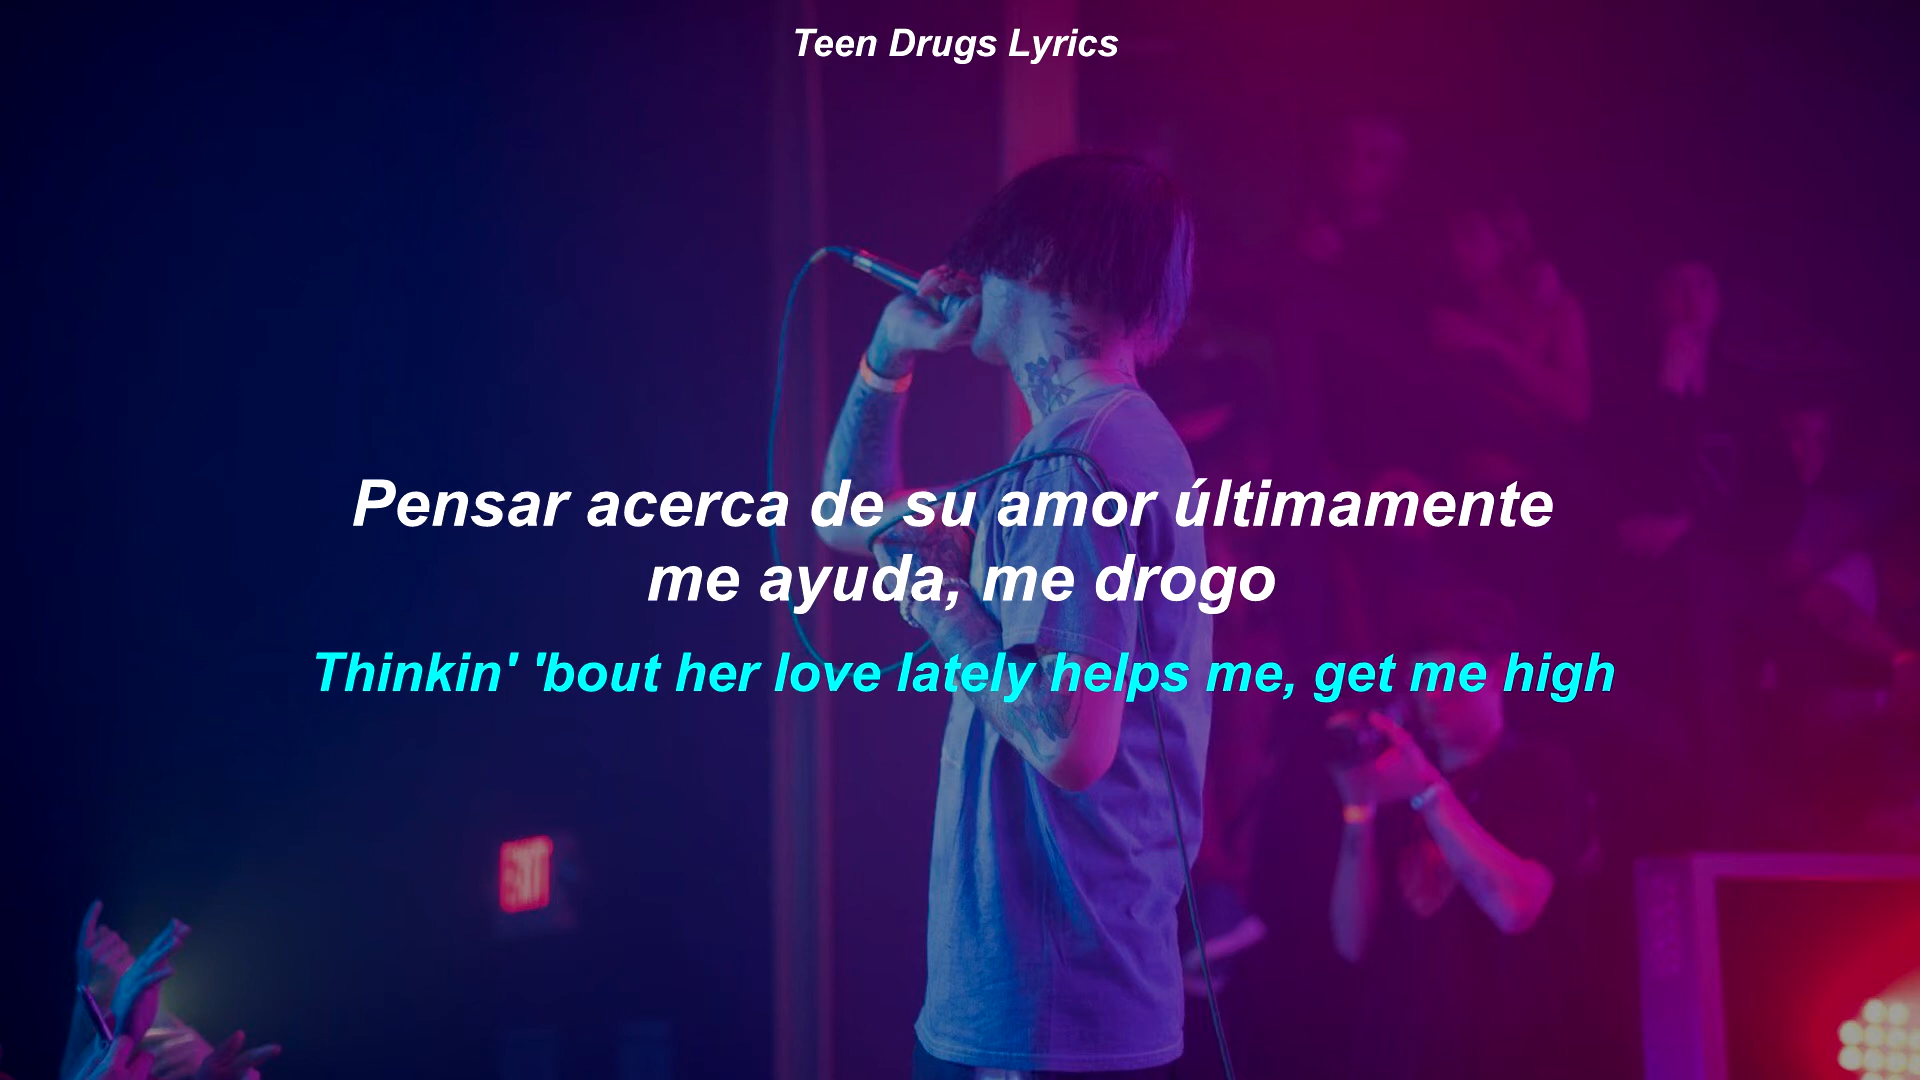 Teen Drugs Lyrics
Pensar acerca de su amor últimamente
me ayuda, me drogo
Thinkin' 'bout her love lately helps me, get me high
EXIT